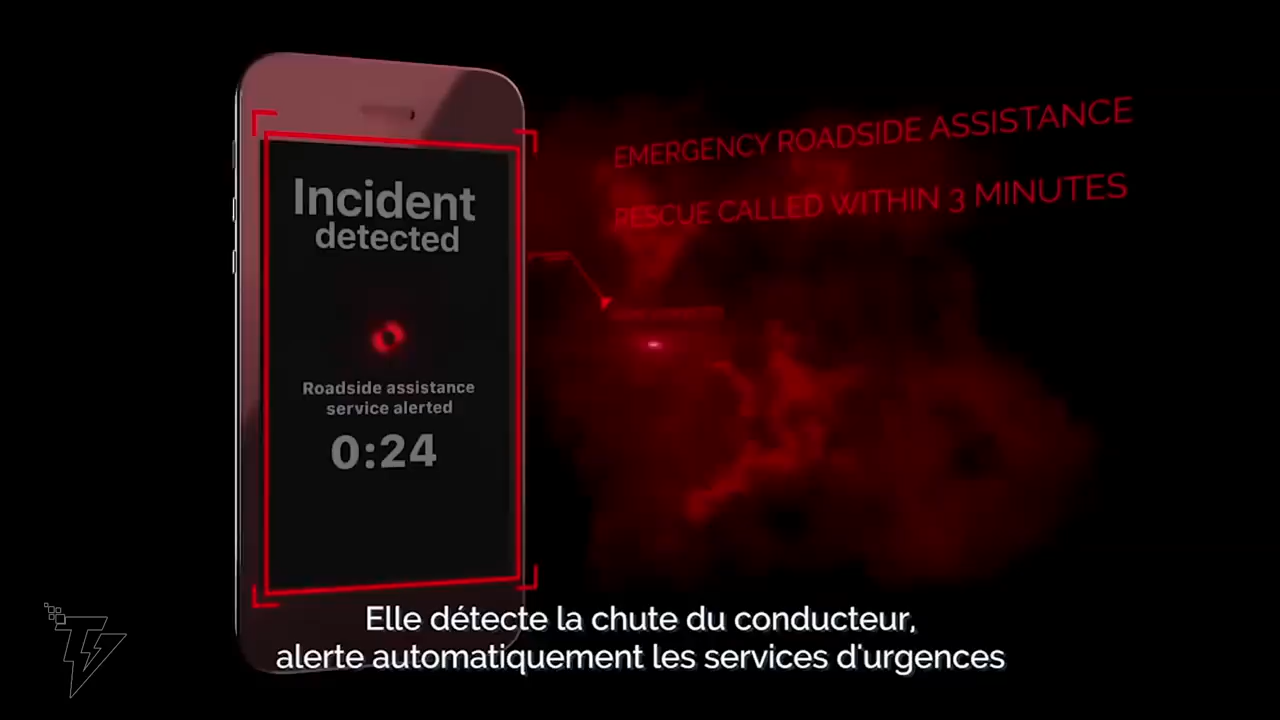 Incident
detected
Roadside assistance
service alerted
0:24
EMERGENCY ROADSIDE ASSISTANCE
RESCUE CALLED WITHIN 3 MINUTES
Elle détecte la chute du conducteur,
alerte automatiquement les services d'urgences